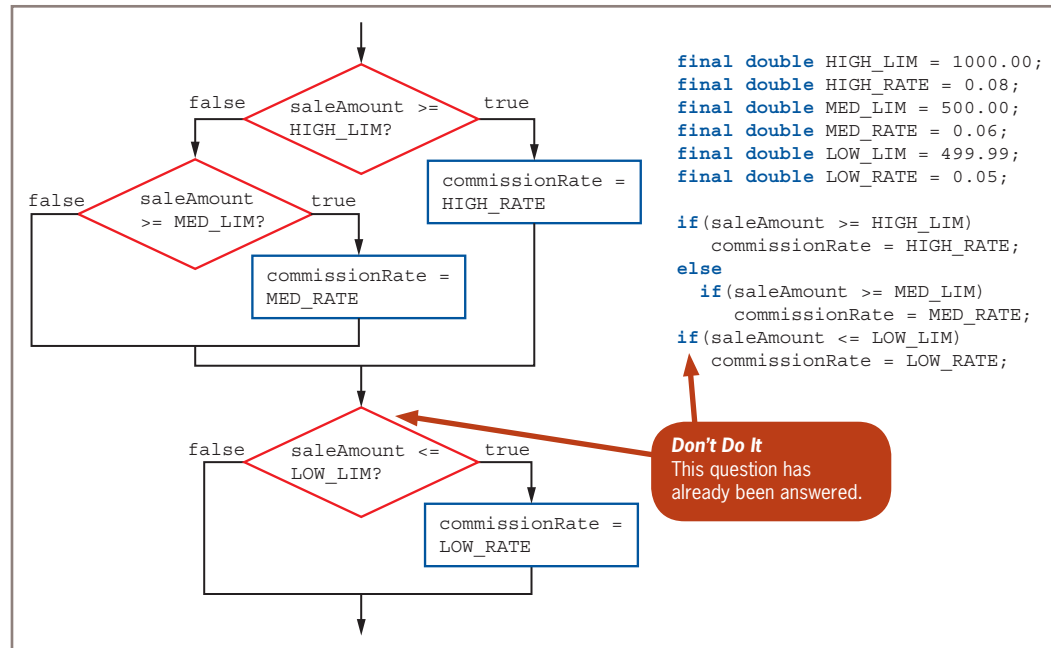 false
saleAmount >=
HIGH_LIM?
true
false
saleAmount
>= MED_LIM?
true
commissionRate =
HIGH_RATE
commissionRate =
MED_RATE
false
saleAmount <=
LOW_LIM?
true
commissionRate =
LOW_RATE
final double HIGH_LIM = 1000.00;
final double HIGH_RATE = 0.08;
final double MED_LIM = 500.00;
final double MED_RATE = 0.06;
final double LOW_LIM = 499.99;
final double LOW_RATE = 0.05;
if(saleAmount >= HIGH_LIM)
commissionRate = HIGH_RATE;
else
if(saleAmount >= MED_LIM)
commissionRate = MED_RATE;
if(saleAmount <= LOW_LIM)
commissionRate = LOW_RATE;
Don't Do It
This question has
already been answered.